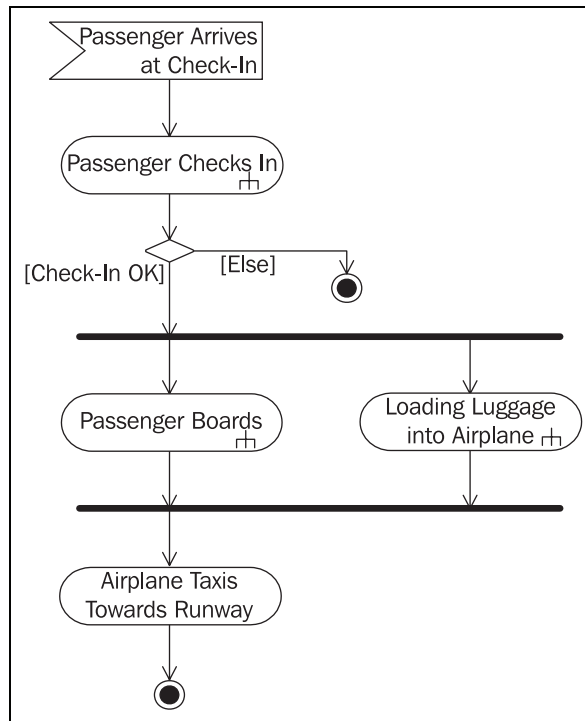 Passenger Arrives
at Check-In
Passenger Checks In
[Check-In OK]
[Else]
Passenger Boards
Loading Luggage
into Airplane
Airplane Taxis
Towards Runway